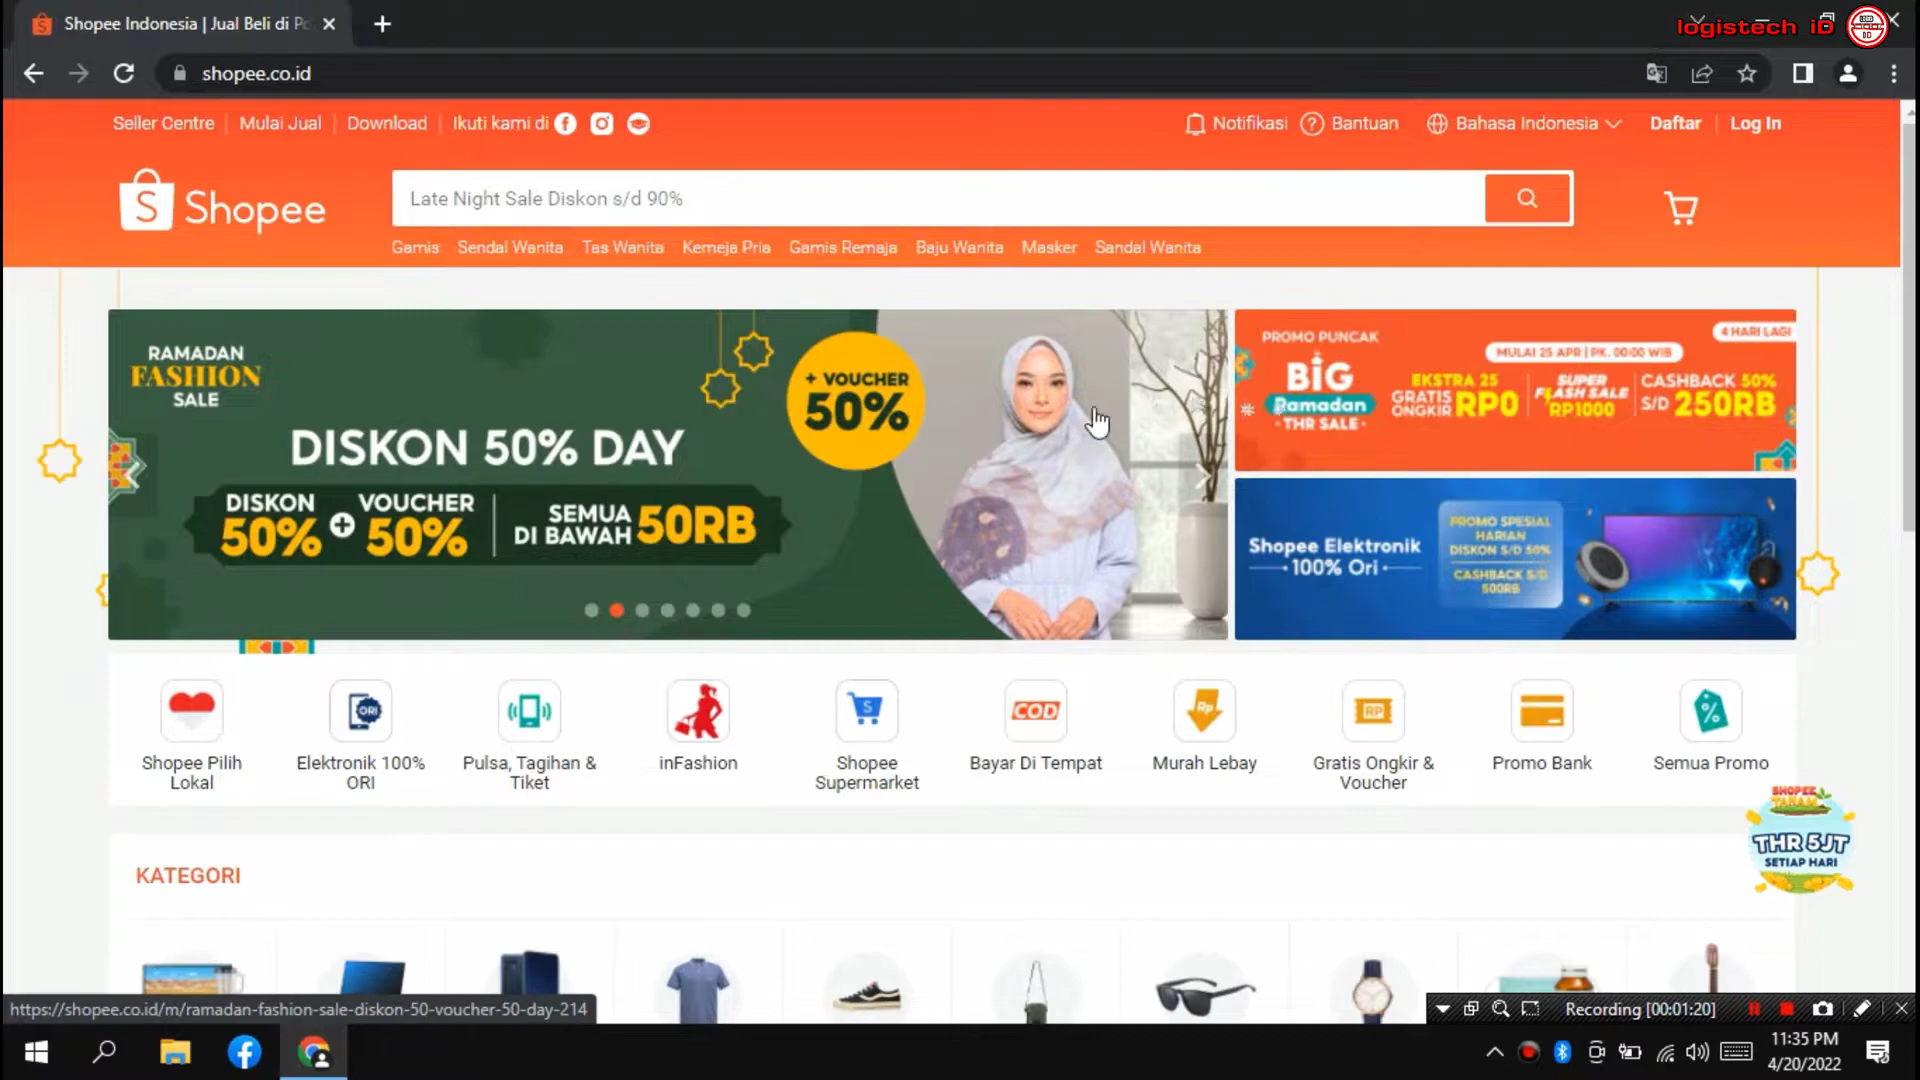 Shopee Indonesia | Jual Beli di Po
logistech iD
shopee.co.id
Seller Centre
Mulai Jual
Download
Ikuti kami di
Notifikasi
Bantuan
Bahasa Indonesia
Daftar
Log In
Shopee
Late Night Sale Diskon s/d 90%
Gamis
Sendal Wanita
Tas Wanita
Kemeja Pria
Gamis Remaja
Baju Wanita
Masker
Sandal Wanita
RAMADAN
FASHION
SALE
DISKON 50% DAY
DISKON
50%
+
VOUCHER
50%
SEMUA
DI BAWAH 50RB
+ VOUCHER
50%
PROMO PUNCAK
BIG
Ramadan
THR SALE
4 HARI LAGI
MULAI 25 APR | PK. 00:00 WIB
EKSTRA 25
GRATIS
ONGKIR RP0
SUPER
FLASH SALE
RP1000
CASHBACK 50%
S/D 250RB
Shopee Elektronik
100% Ori
PROMO SPESIAL
HARIAN
DISKON S/D 50%
CASHBACK S/D
500RB
ORI
COD
Rp
RP
%
Shopee Pilih
Lokal
Elektronik 100%
ORI
Pulsa, Tagihan &
Tiket
inFashion
Shopee
Supermarket
Bayar Di Tempat
Murah Lebay
Gratis Ongkir &
Voucher
Promo Bank
Semua Promo
SHOPEE
TANAM
THR 5JT
SETIAP HARI
KATEGORI
https://shopee.co.id/m/ramadan-fashion-sale-diskon-50-voucher-50-day-214
Recording [00:01:20]
11:35 PM
4/20/2022